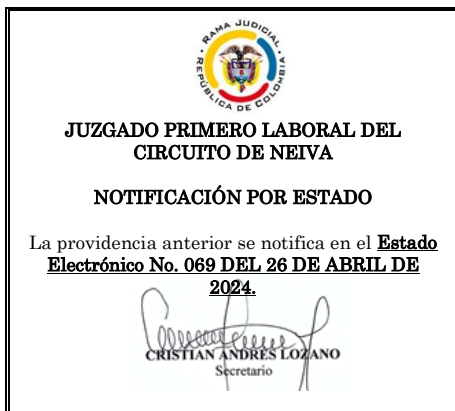 RAMA JUDICIAL
REPÚBLICA DE COLOMBIA
JUZGADO PRIMERO LABORAL DEL
CIRCUITO DE NEIVA
NOTIFICACIÓN POR ESTADO
La providencia anterior se notifica en el Estado
Electrónico No. 069 DEL 26 DE ABRIL DE
2024.
CRISTIAN ANDRÉS LOZANO
Secretario